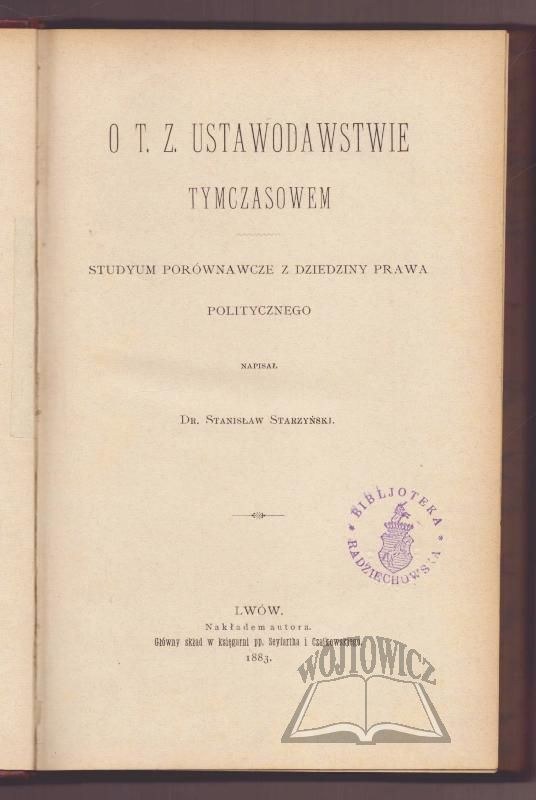 O T. Z. USTAWODAWSTWIE
TYMCZASOWEM
STUDYUM PORÓWNAWCZE Z DZIEDZINY PRAWA
POLITYCZNEGO
NAPISAŁ
DR. STANISŁAW STARZYŃSKI.
* BIBLJOTEKA *
RADZIECHOWSKA
LWÓW.
Nakładem autora.
Główny skład w księgarni pp. Seyfartha i Czajkowskiego.
1883.
WÓJTOWICZ